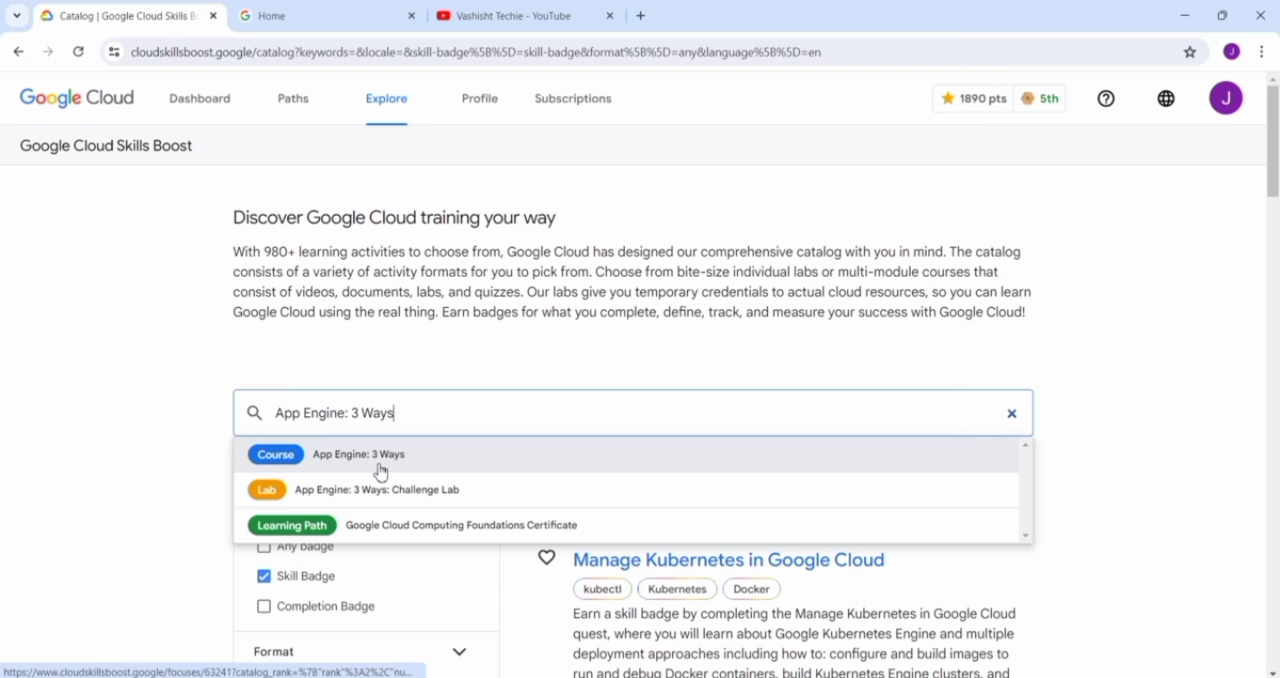 Catalog | Google Cloud Skills B
Home
Vashisht Techie - YouTube
cloudskillsboost.google/catalog?keywords=&locale=&skill-badge%5B%5D=skill-badge&format%5B%5D=any&language%5B%5D=en
J
Google Cloud
Dashboard
Paths
Explore
Profile
Subscriptions
1890 pts
5th
J
Google Cloud Skills Boost
Discover Google Cloud training your way
With 980+ learning activities to choose from, Google Cloud has designed our comprehensive catalog with you in mind. The catalog
consists of a variety of activity formats for you to pick from. Choose from bite-size individual labs or multi-module courses that
consist of videos, documents, labs, and quizzes. Our labs give you temporary credentials to actual cloud resources, so you can learn
Google Cloud using the real thing. Earn badges for what you complete, define, track, and measure your success with Google Cloud!
App Engine: 3 Ways
Course App Engine: 3 Ways
Lab App Engine: 3 Ways: Challenge Lab
Learning Path Google Cloud Computing Foundations Certificate
Any badge
Skill Badge
Completion Badge
Format
Manage Kubernetes in Google Cloud
kubectl Kubernetes Docker
Earn a skill badge by completing the Manage Kubernetes in Google Cloud
quest, where you will learn about Google Kubernetes Engine and multiple
deployment approaches including how to: configure and build images to
run and debug Docker containers, build Kubernetes Engine clusters, and
https://www.cloudskillsboost.google/focuses/63241?catalog_rank=%7B"rank"%3A2%2C"nu...